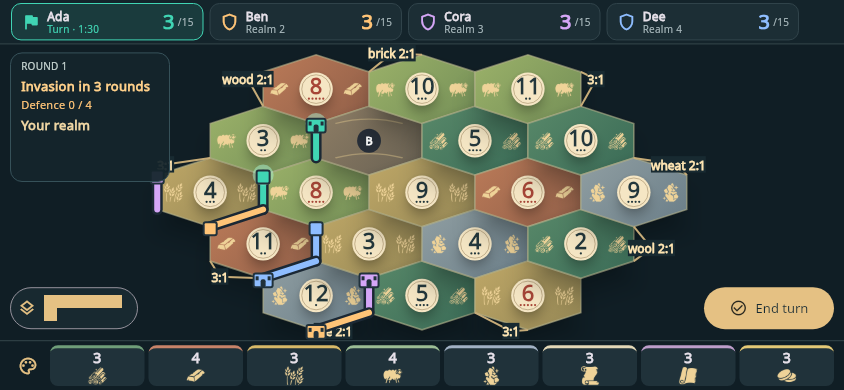 Ada
Turn · 1:30
3 /15
Ben
Realm 2
3 /15
Cora
Realm 3
3 /15
Dee
Realm 4
3 /15
ROUND 1
Invasion in 3 rounds
Defence 0 / 4
Your realm
brick 2:1
wood 2:1
3:1
8
10
11
3
B
5
10
3:1
wheat 2:1
4
8
9
6
9
11
3
4
2
wool 2:1
3:1
12
5
6
2:1
3:1
End turn
3
4
3
4
3
3
3
3